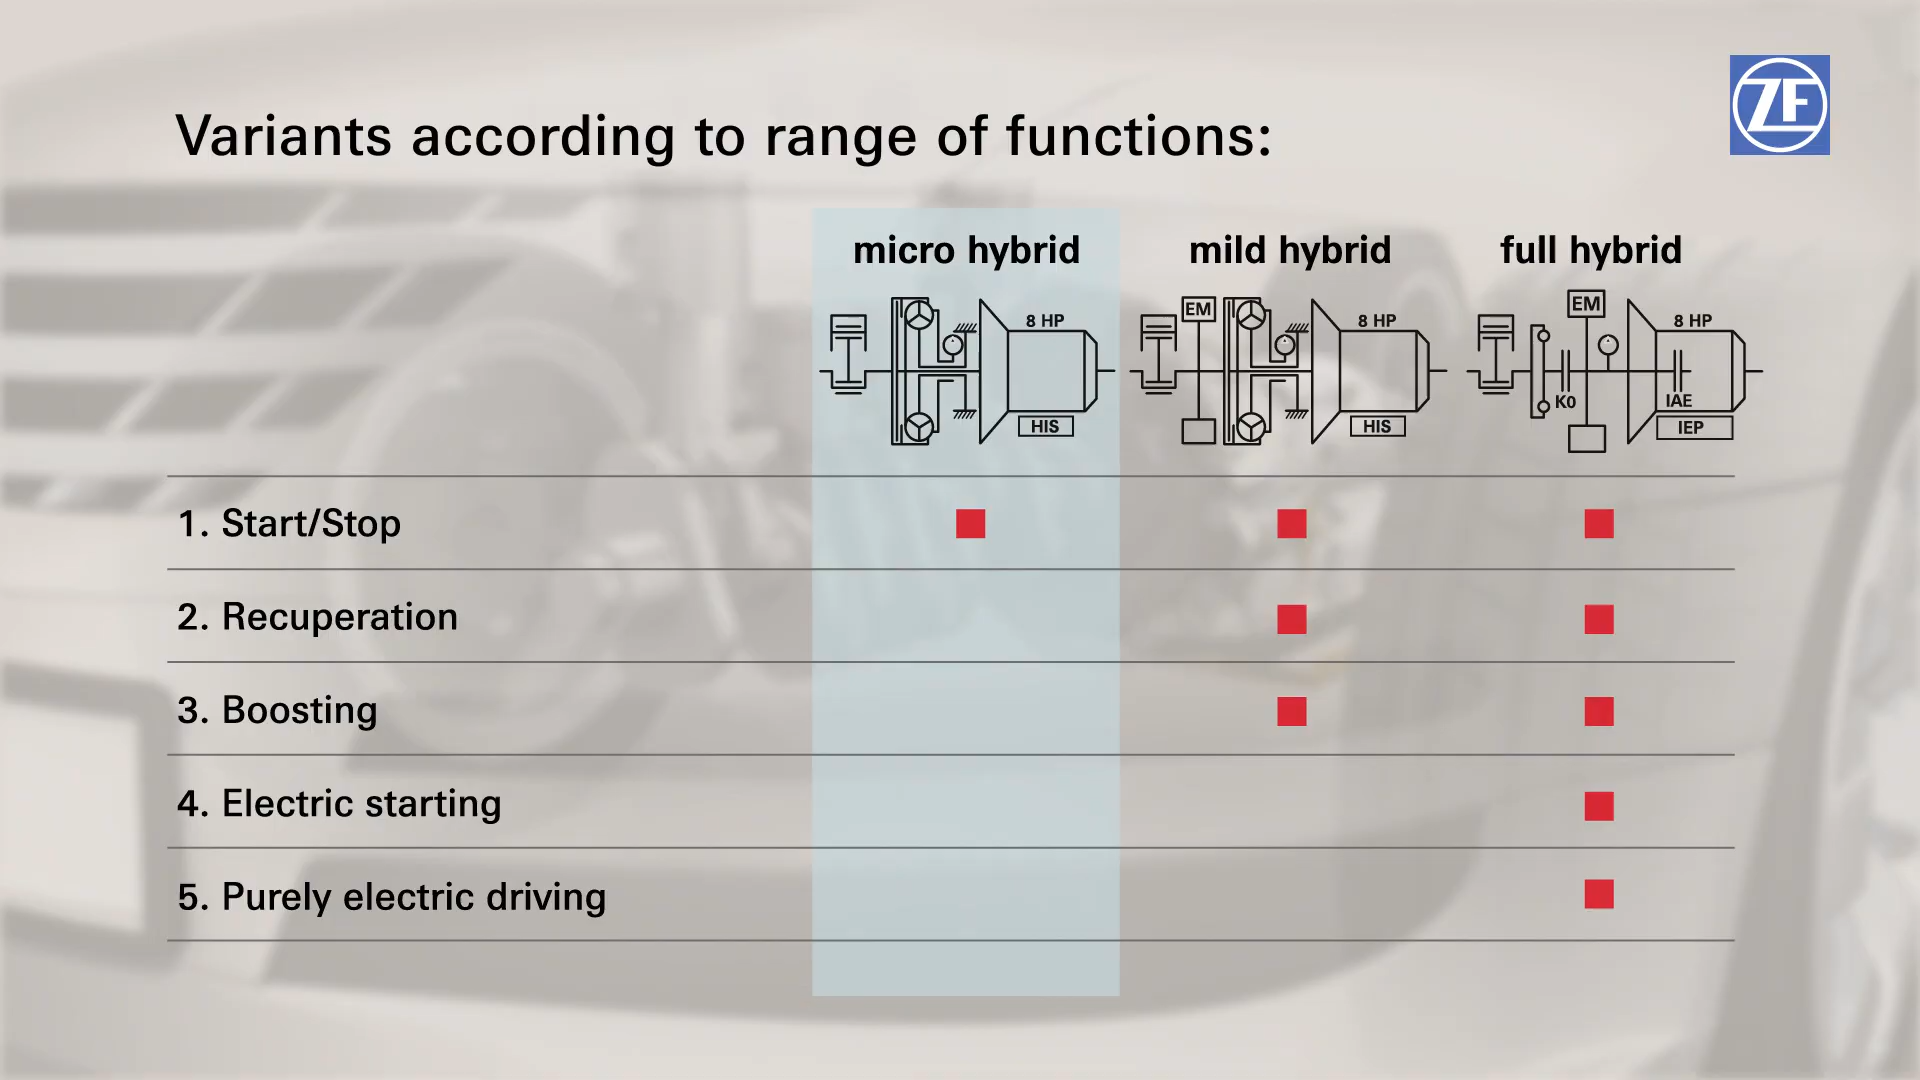 ZF
Variants according to range of functions:
micro hybrid
mild hybrid
full hybrid
8 HP
HIS
EM
8 HP
HIS
EM
8 HP
K0
IAE
IEP
1. Start/Stop
2. Recuperation
3. Boosting
4. Electric starting
5. Purely electric driving